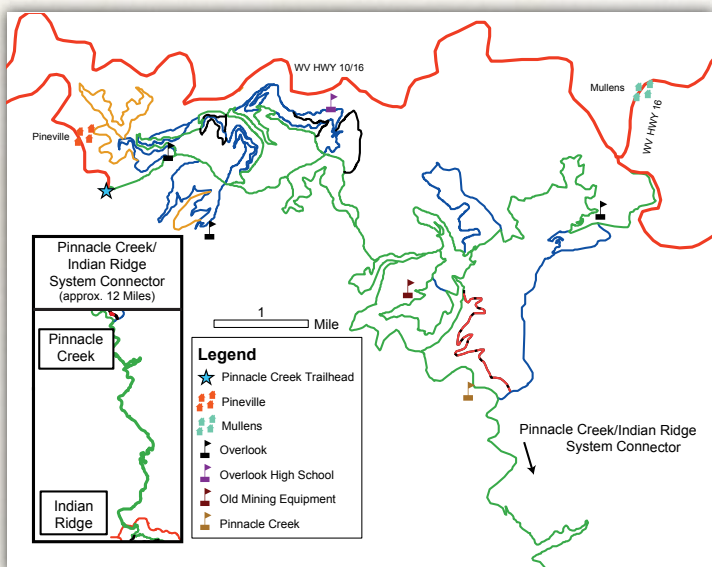 WV HWY 10/16
Mullens
WV HWY 16
Pineville
Pinnacle Creek/
Indian Ridge
System Connector
(approx. 12 Miles)
Pinnacle
Creek
Indian
Ridge
1
Mile
Legend
Pinnacle Creek Trailhead
Pineville
Mullens
Overlook
Overlook High School
Old Mining Equipment
Pinnacle Creek
Pinnacle Creek/Indian Ridge
System Connector